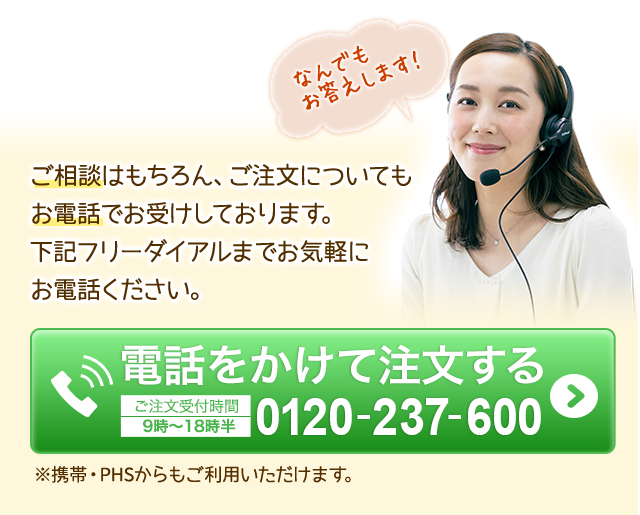 なんでも
お答えします!
ご相談はもちろん、ご注文についても
お電話でお受けしております。
下記フリーダイアルまでお気軽に
お電話ください。
電話をかけて注文する
ご注文受付時間
9時〜18時半
0120-237-600
※携帯・PHSからもご利用いただけます。